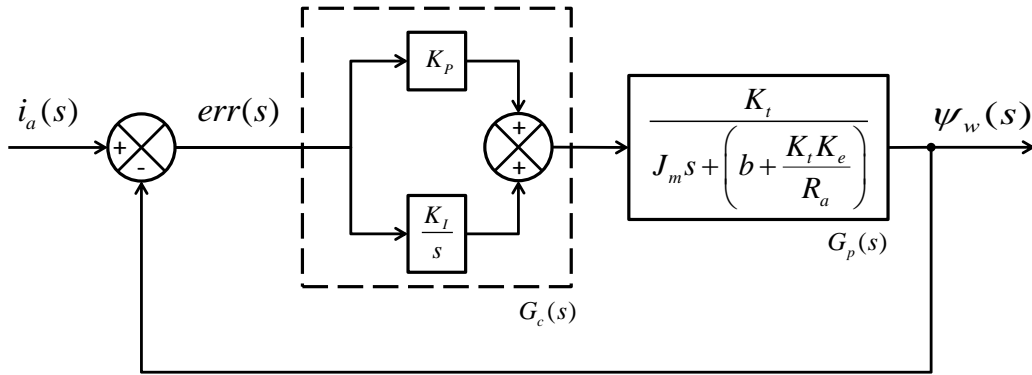 i_a(s)
+
-
err(s)
K_P
K_I
s
+
+
G_c(s)
K_t
J_m s + ( b + K_t K_e / R_a )
G_p(s)
ψ_w(s)